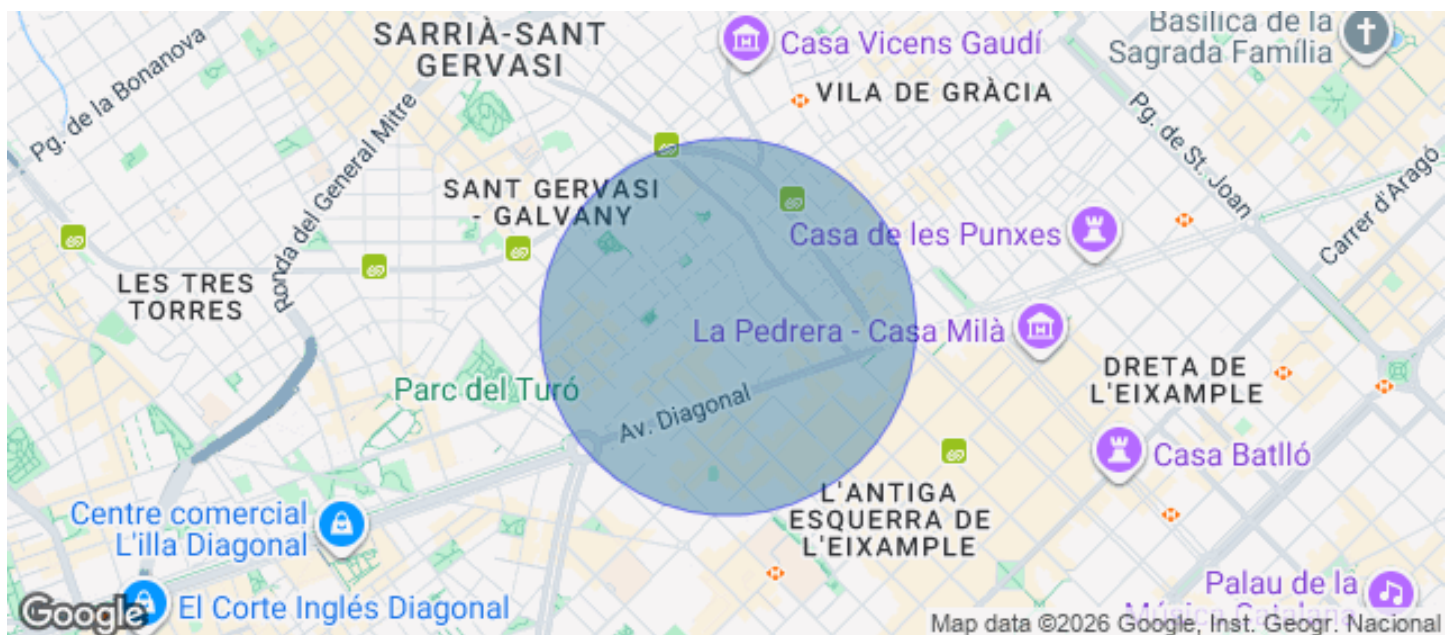 Basílica de la
Sagrada Família
SARRIÀ-SANT
GERVASI
Casa Vicens Gaudí
VILA DE GRÀCIA
Pg. de la Bonanova
Ronda del General Mitre
Pg. de St. Joan
Carrer d'Aragó
SANT GERVASI
- GALVANY
Casa de les Punxes
LES TRES
TORRES
La Pedrera - Casa Milà
DRETA DE
L'EIXAMPLE
Parc del Turó
Av. Diagonal
Casa Batlló
L'ANTIGA
ESQUERRA DE
L'EIXAMPLE
Centre comercial
L'illa Diagonal
Palau de la
Música Catalana
El Corte Inglés Diagonal
Google
Map data ©2026 Google, Inst. Geogr. Nacional